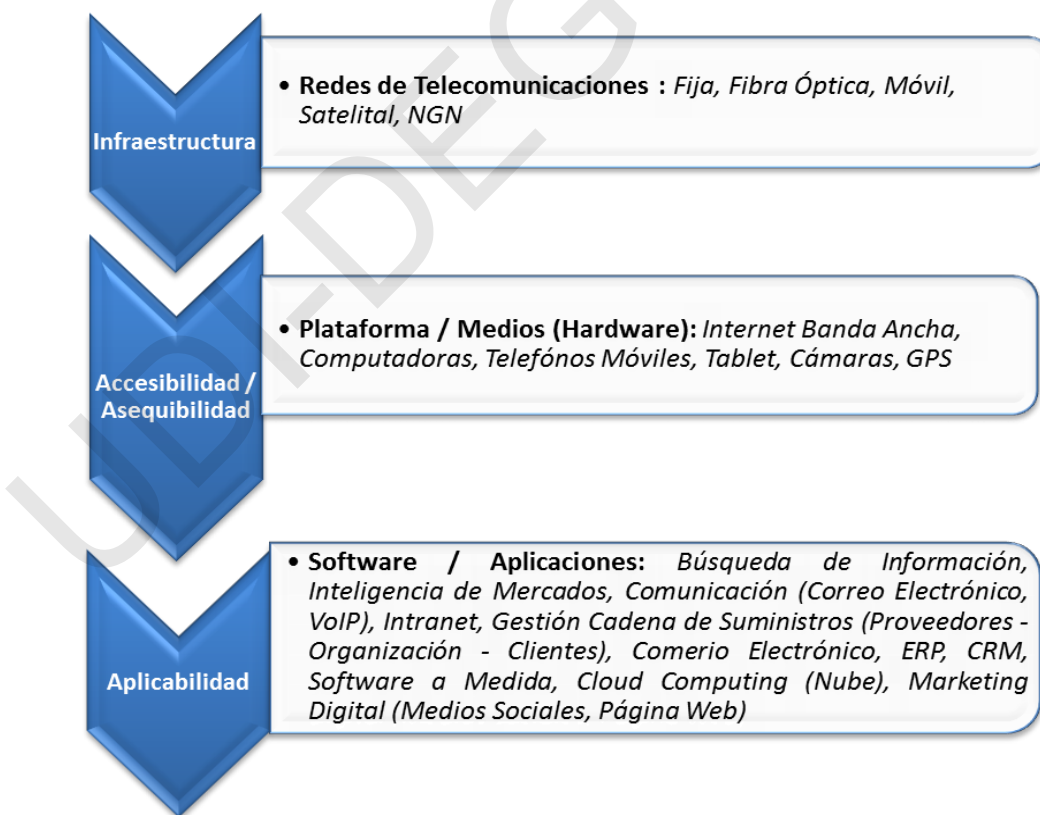 Infraestructura
• Redes de Telecomunicaciones : Fija, Fibra Óptica, Móvil,
Satelital, NGN
Accesibilidad /
Asequibilidad
• Plataforma / Medios (Hardware): Internet Banda Ancha,
Computadoras, Telefónos Móviles, Tablet, Cámaras, GPS
Aplicabilidad
• Software / Aplicaciones: Búsqueda de Información,
Inteligencia de Mercados, Comunicación (Correo Electrónico,
VoIP), Intranet, Gestión Cadena de Suministros (Proveedores -
Organización - Clientes), Comerio Electrónico, ERP, CRM,
Software a Medida, Cloud Computing (Nube), Marketing
Digital (Medios Sociales, Página Web)
UDI-DEG